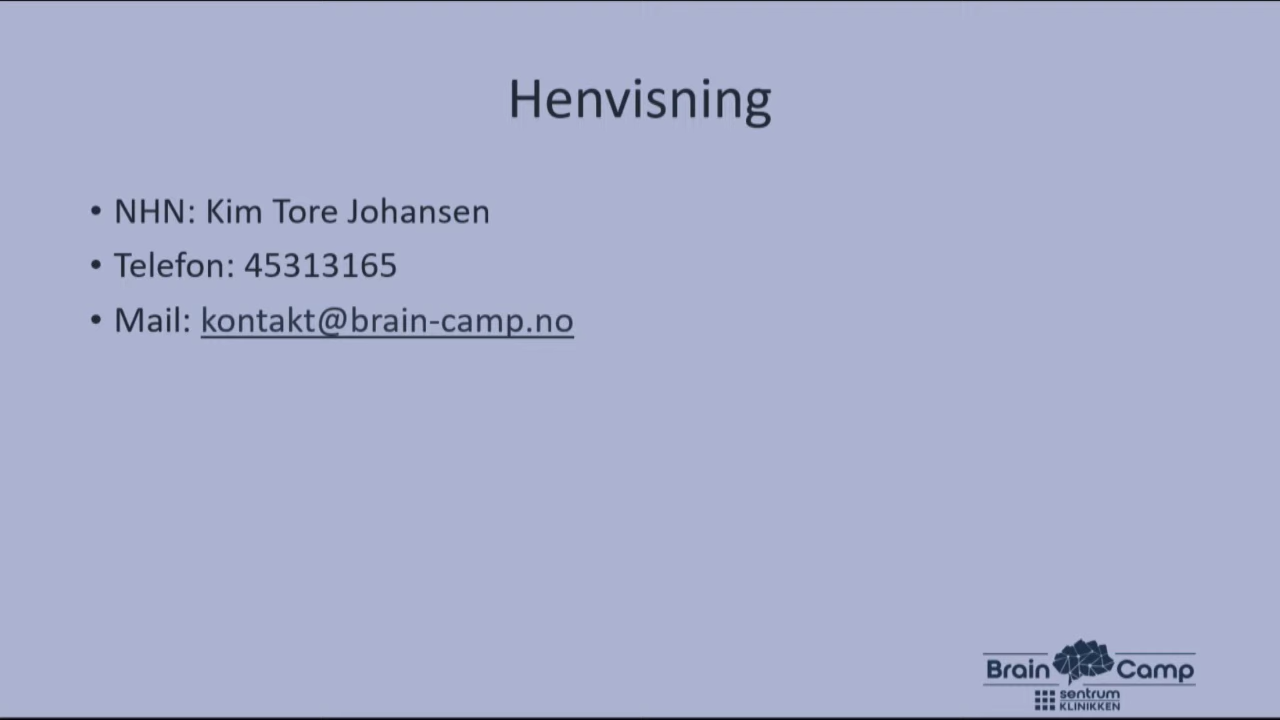 Henvisning
• NHN: Kim Tore Johansen
• Telefon: 45313165
• Mail: kontakt@brain-camp.no
Brain Camp
sentrum
KLINIKKEN